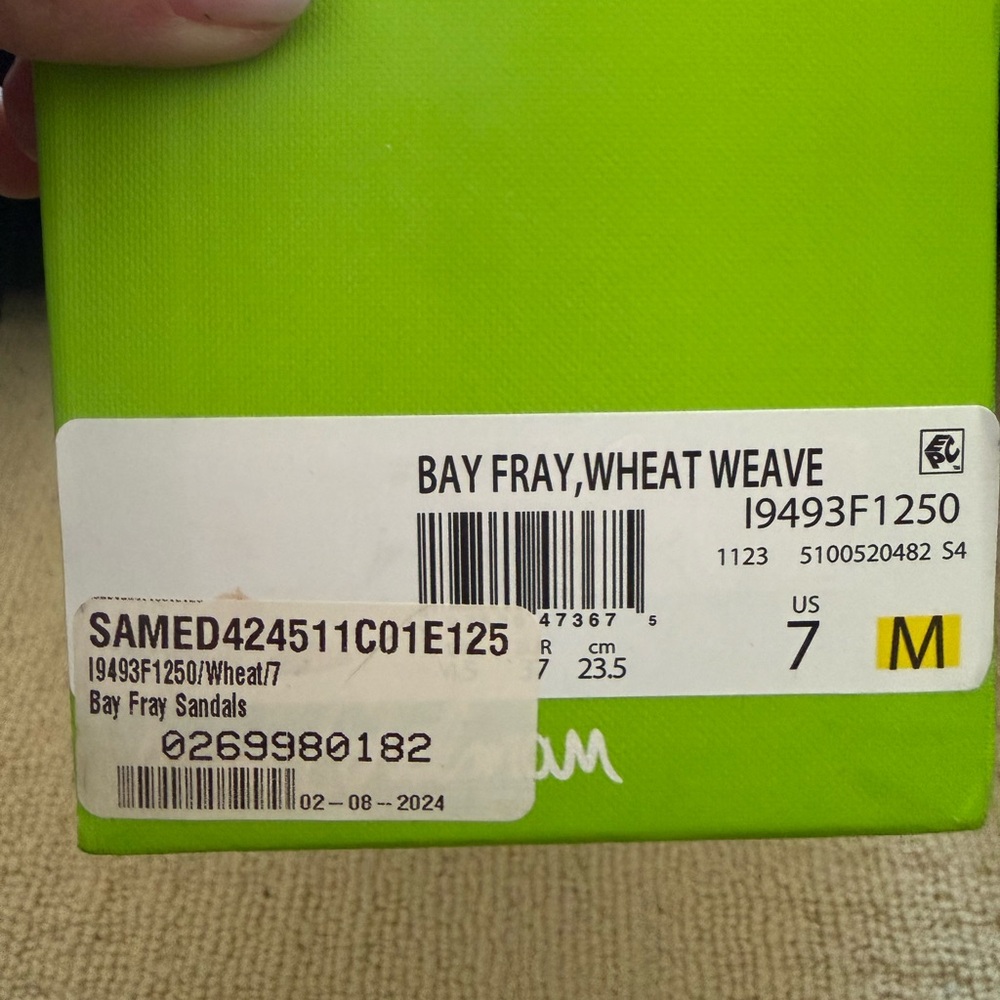 BAY FRAY,WHEAT WEAVE
I9493F1250
1123 5100520482 S4
47367 5
US
7 M
cm
23.5
SAMED424511C01E125
I9493F1250/Wheat/7
Bay Fray Sandals
0269980182
02-08-2024